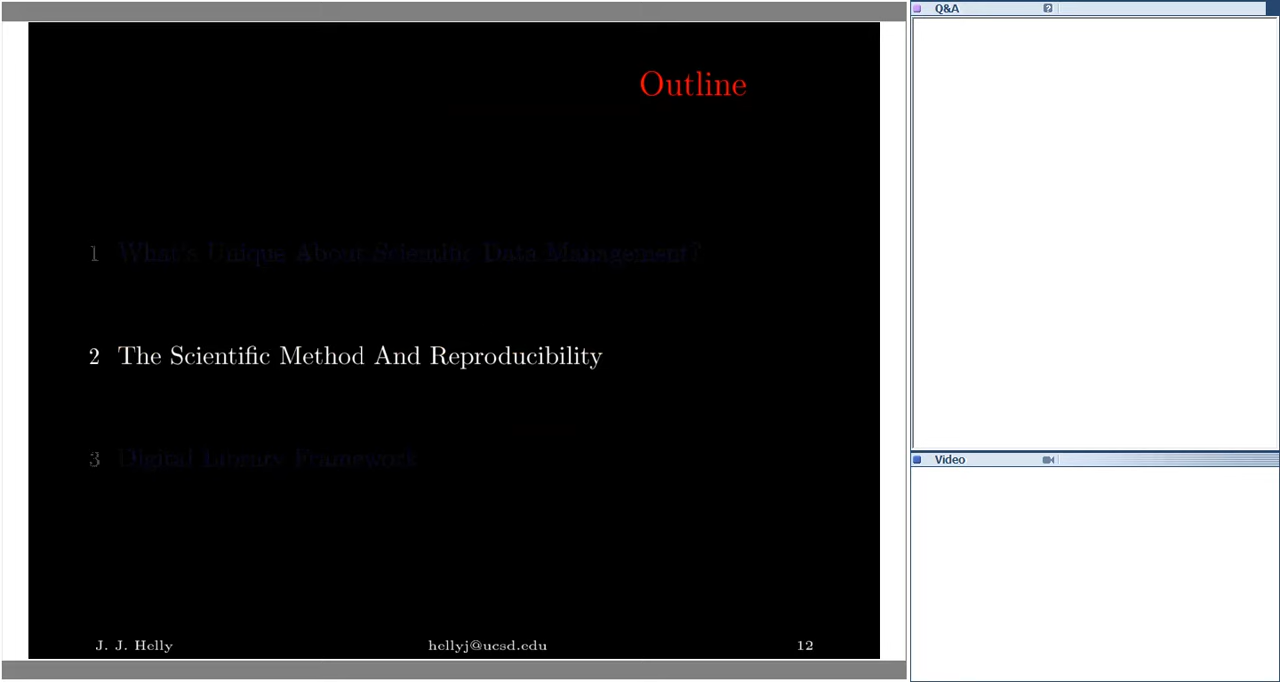 Outline
1 What's Unique About Scientific Data Management?
2 The Scientific Method And Reproducibility
3 Digital Library Framework
J. J. Helly hellyj@ucsd.edu 12
Q&A
?
Video